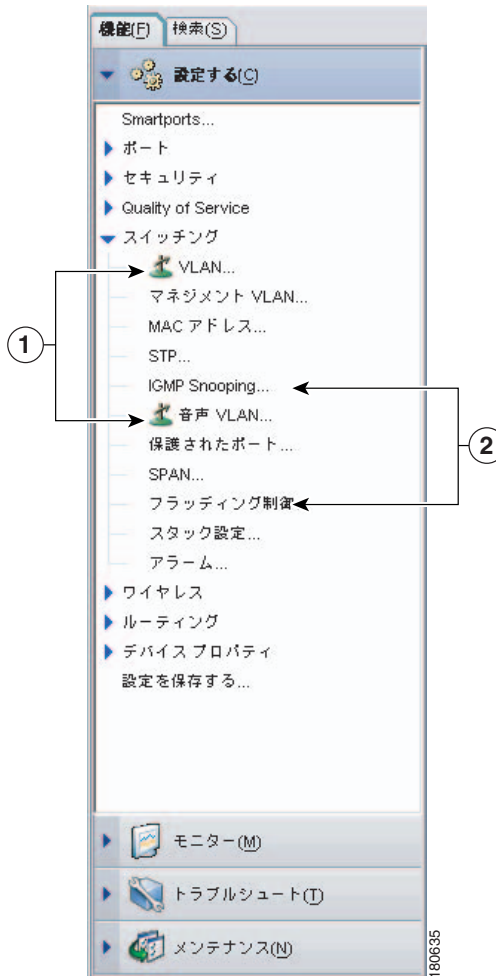 機能(F) 検索(S)
設定する(C)
Smartports...
ポート
セキュリティ
Quality of Service
スイッチング
VLAN...
マネジメント VLAN...
MAC アドレス...
STP...
IGMP Snooping...
音声 VLAN...
保護されたポート...
SPAN...
フラッディング制御
スタック設定...
アラーム...
ワイヤレス
ルーティング
デバイス プロパティ
設定を保存する...
モニター(M)
トラブルシュート(T)
メンテナンス(N)
1
2
180635